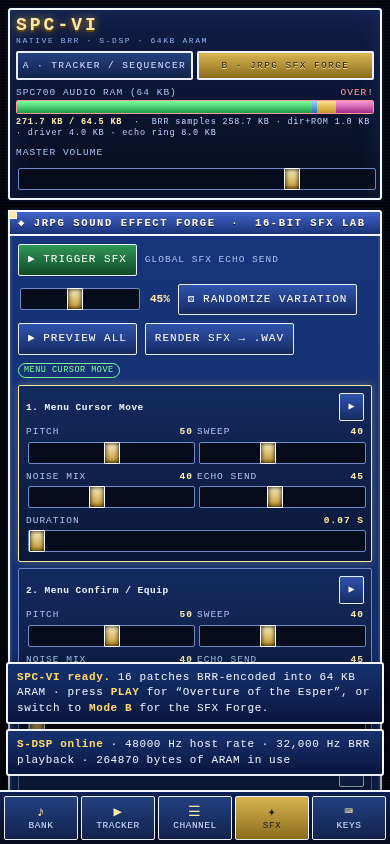 SPC-VI
NATIVE BRR · S-DSP · 64KB ARAM
A · TRACKER / SEQUENCER
B · JRPG SFX FORGE
SPC700 AUDIO RAM (64 KB) OVER!
271.7 KB / 64.5 KB · BRR samples 258.7 KB · dir+ROM 1.0 KB
· driver 4.0 KB · echo ring 8.0 KB
MASTER VOLUME
◆ JRPG SOUND EFFECT FORGE · 16-BIT SFX LAB
▶ TRIGGER SFX
GLOBAL SFX ECHO SEND
45%
⚄ RANDOMIZE VARIATION
▶ PREVIEW ALL
RENDER SFX → .WAV
MENU CURSOR MOVE
1. Menu Cursor Move
▶
PITCH 50 SWEEP 40
NOISE MIX 40 ECHO SEND 45
DURATION 0.07 S
2. Menu Confirm / Equip
▶
PITCH 50 SWEEP 40
NOISE MIX 40 ECHO SEND 45
SPC-VI ready. 16 patches BRR-encoded into 64 KB
ARAM · press PLAY for “Overture of the Esper”, or
switch to Mode B for the SFX Forge.
S-DSP online · 48000 Hz host rate · 32,000 Hz BRR
playback · 264870 bytes of ARAM in use
BANK
TRACKER
CHANNEL
SFX
KEYS